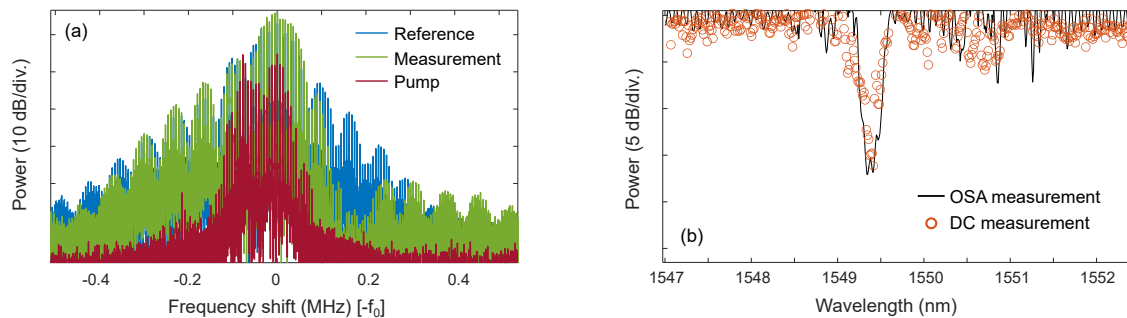 (a)
Reference
Measurement
Pump
Power (10 dB/div.)
-0.4 -0.2 0 0.2 0.4
Frequency shift (MHz) [-f₀]
Power (5 dB/div.)
OSA measurement
DC measurement
(b)
1547 1548 1549 1550 1551 1552
Wavelength (nm)